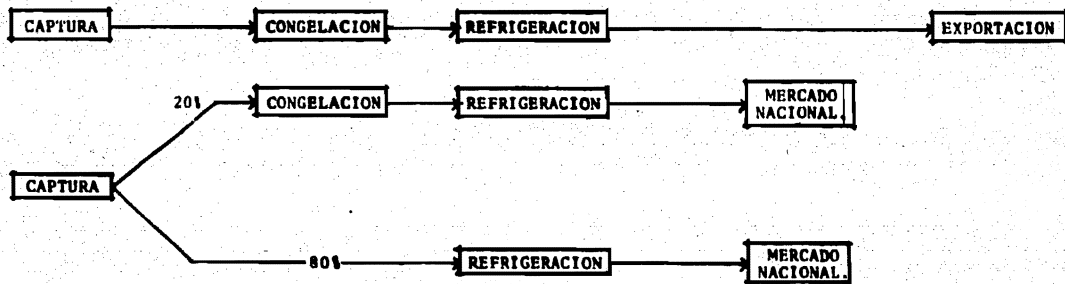 CAPTURA CONGELACION REFRIGERACION EXPORTACION
20% CONGELACION REFRIGERACION MERCADO
NACIONAL.
CAPTURA
80% REFRIGERACION MERCADO
NACIONAL.